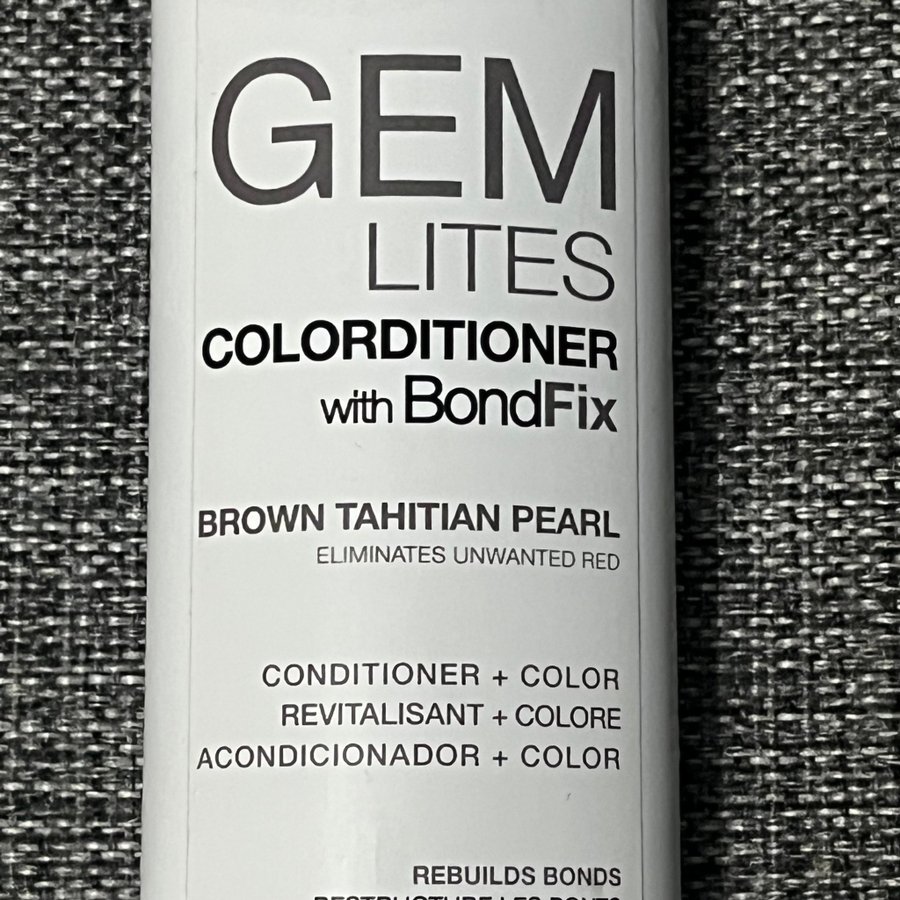 GEM
LITES
COLORDITIONER
with BondFix
BROWN TAHITIAN PEARL
ELIMINATES UNWANTED RED
CONDITIONER + COLOR
REVITALISANT + COLORE
ACONDICIONADOR + COLOR
REBUILDS BONDS